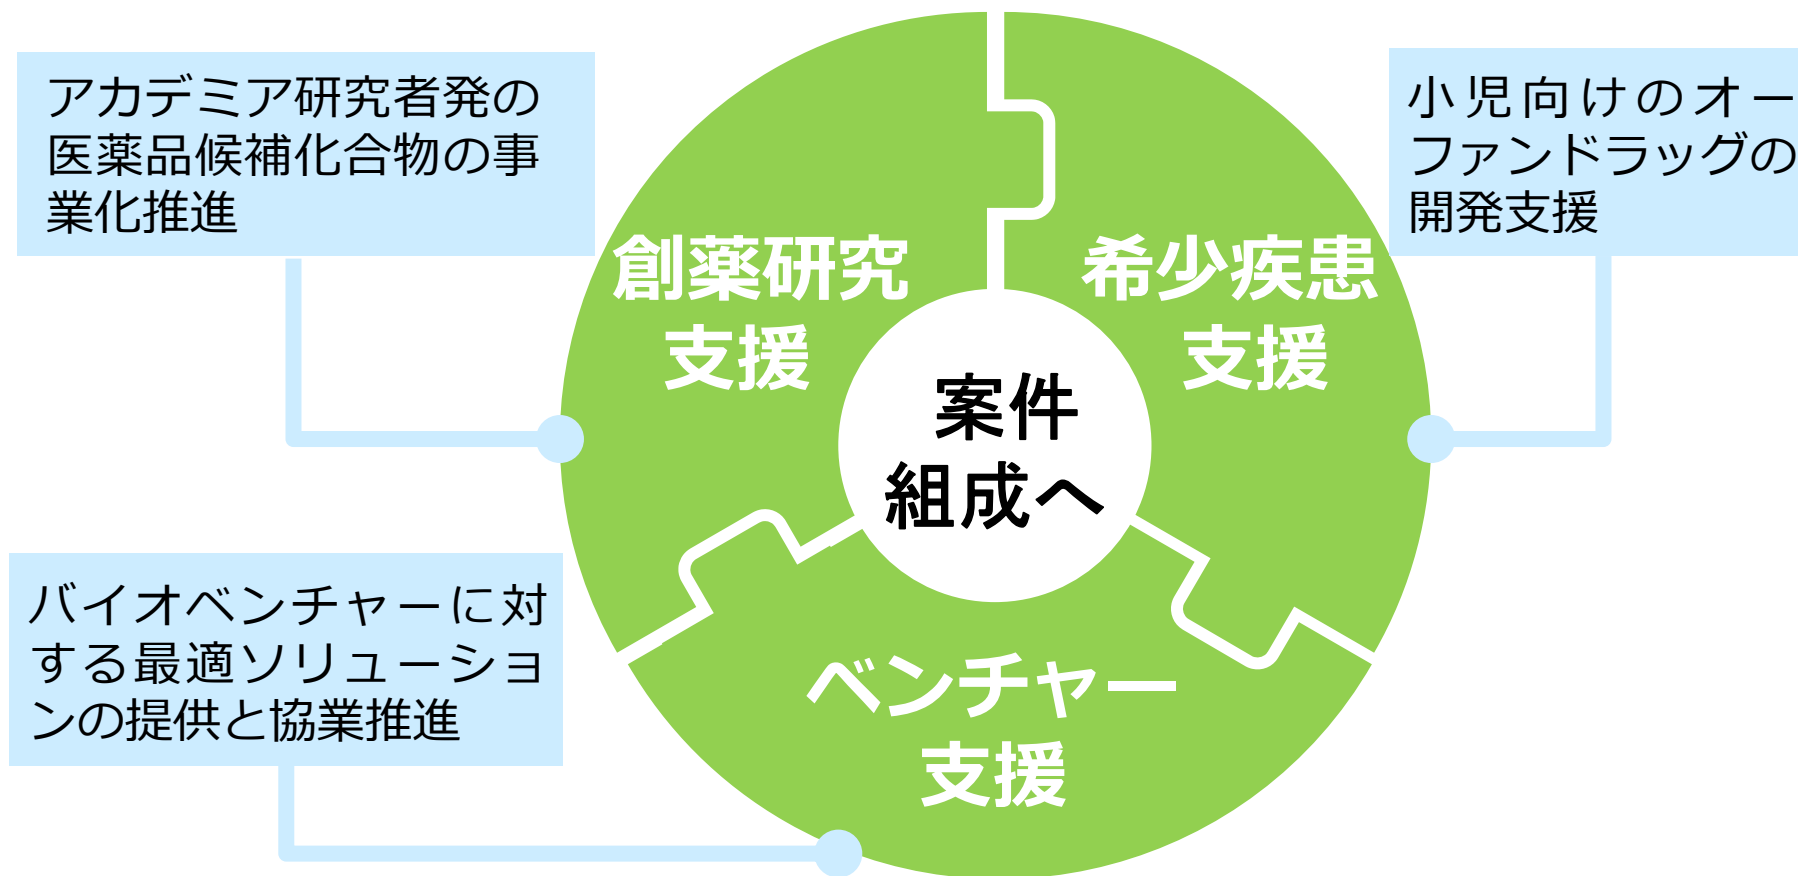 アカデミア研究者発の
医薬品候補化合物の事
業化推進
小児向けのオー
ファンドラッグの
開発支援
創薬研究
支援
希少疾患
支援
案件
組成へ
バイオベンチャーに対
する最適ソリューショ
ンの提供と協業推進
ベンチャー
支援